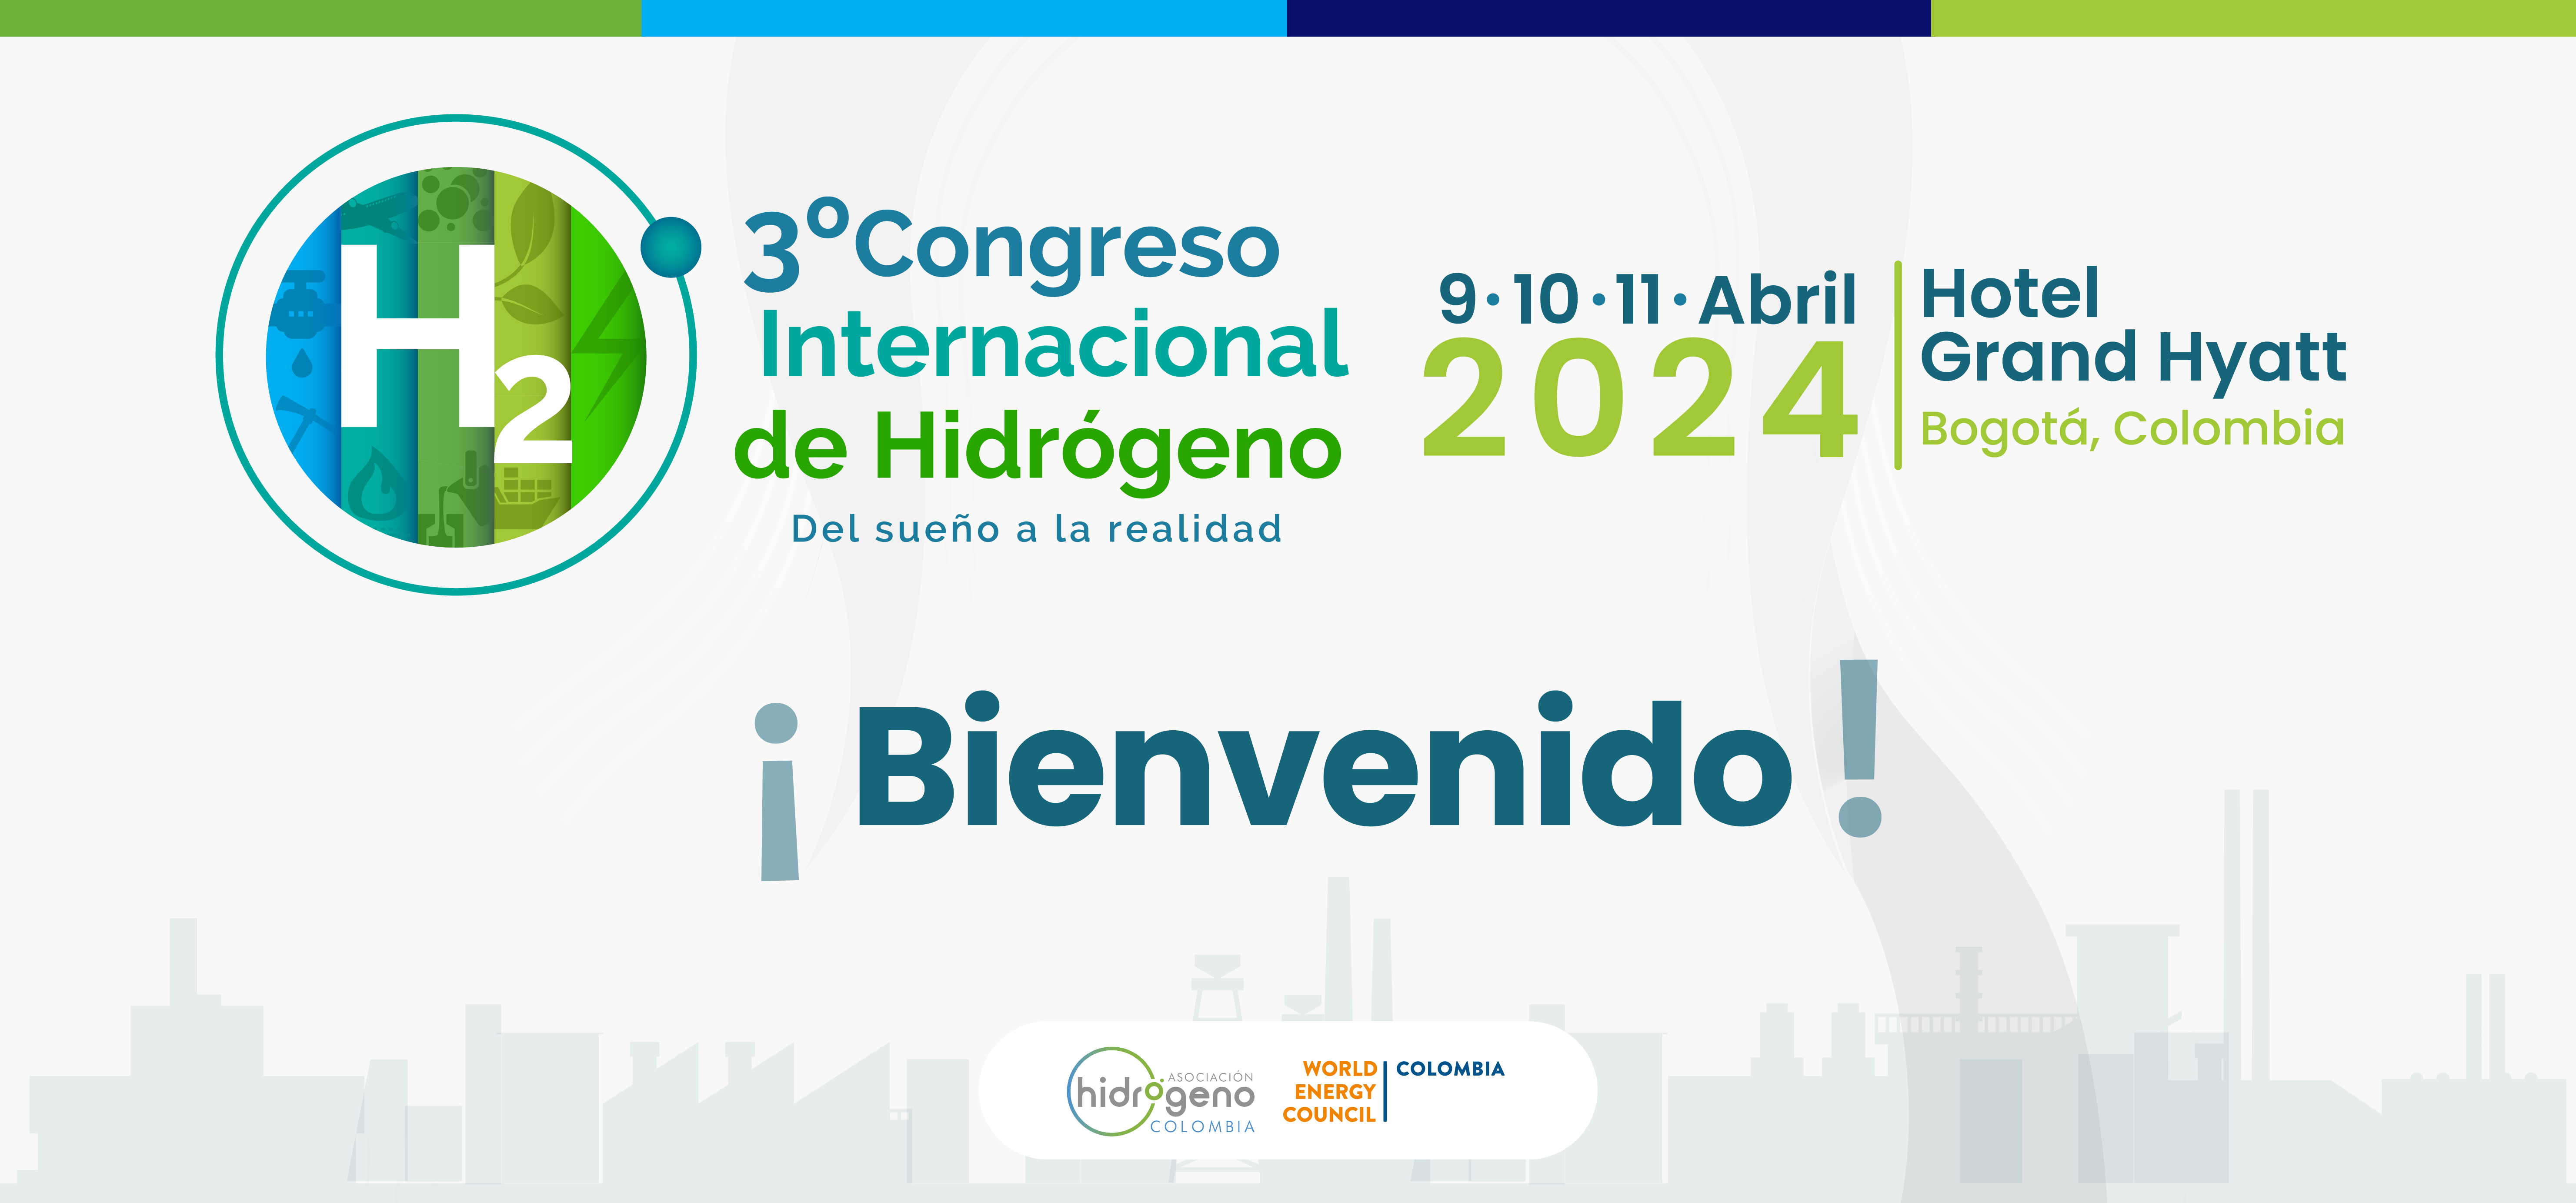 H2
3º Congreso
Internacional
de Hidrógeno
Del sueño a la realidad
9·10·11·Abril
2024
Hotel
Grand Hyatt
Bogotá, Colombia
¡Bienvenido!
ASOCIACIÓN
hidrógeno
COLOMBIA
WORLD
ENERGY
COUNCIL
COLOMBIA